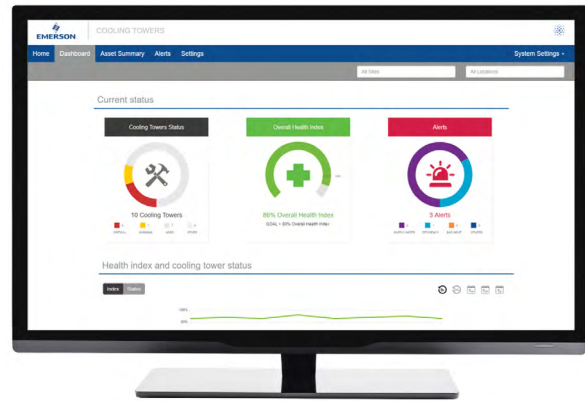 EMERSON
COOLING TOWERS
Home Dashboard Asset Summary Alerts Settings System Settings
All Sites All Locations
Current status
Cooling Towers Status
Overall Health Index
Alerts
10 Cooling Towers
86% Overall Health Index
3 Alerts
Health index and cooling tower status
Index Status
100%